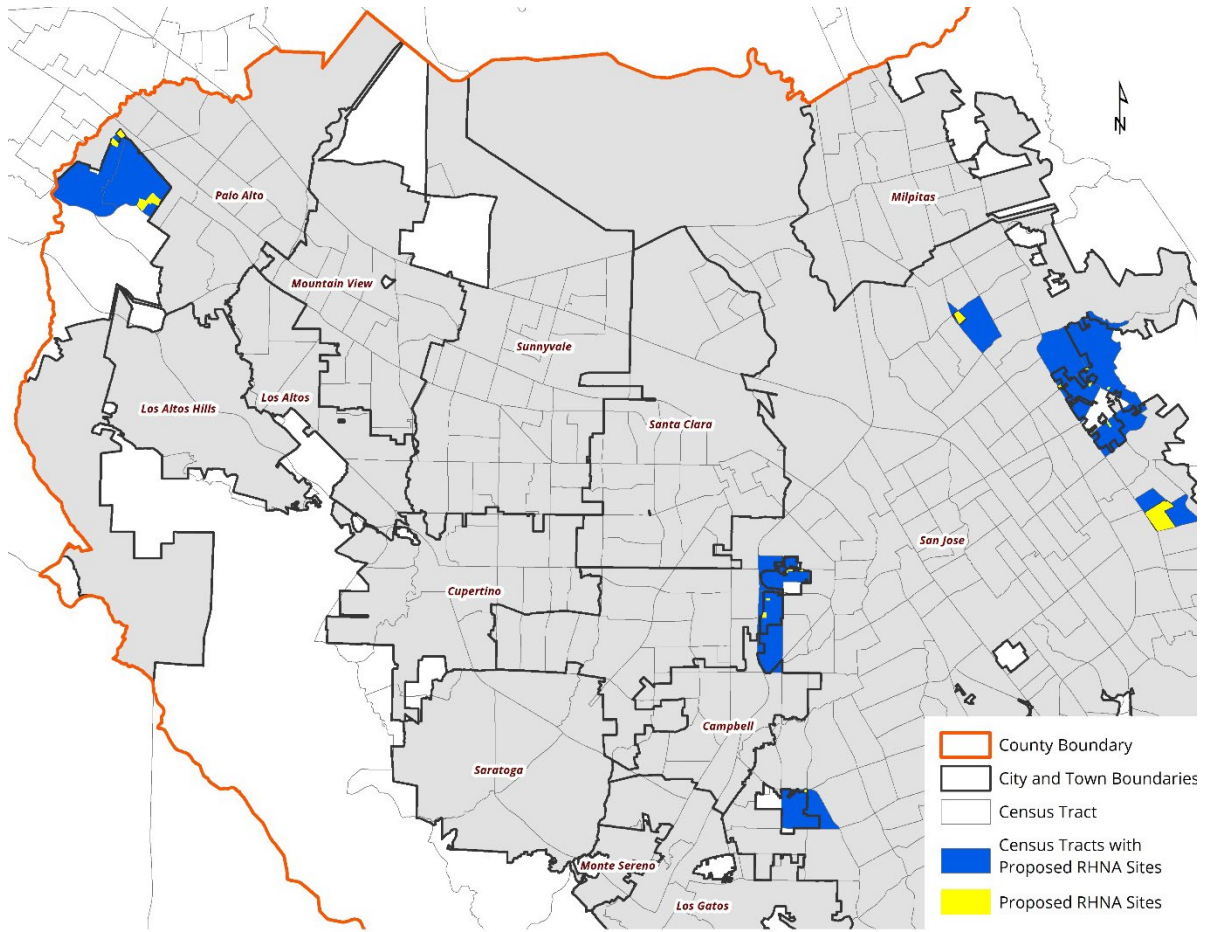 N
Palo Alto
Milpitas
Mountain View
Sunnyvale
Los Altos Hills
Los Altos
Santa Clara
San Jose
Cupertino
Campbell
Saratoga
Monte Sereno
Los Gatos
County Boundary
City and Town Boundaries
Census Tract
Census Tracts with
Proposed RHNA Sites
Proposed RHNA Sites